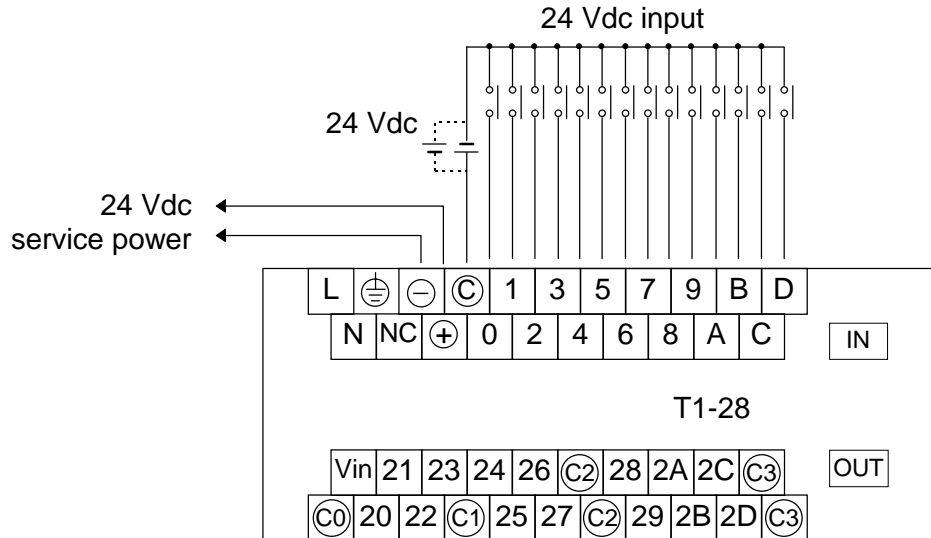 24 Vdc input
24 Vdc
24 Vdc
service power
L − C 1 3 5 7 9 B D
N NC + 0 2 4 6 8 A C
IN
T1-28
Vin 21 23 24 26 C2 28 2A 2C C3
OUT
C0 20 22 C1 25 27 C2 29 2B 2D C3